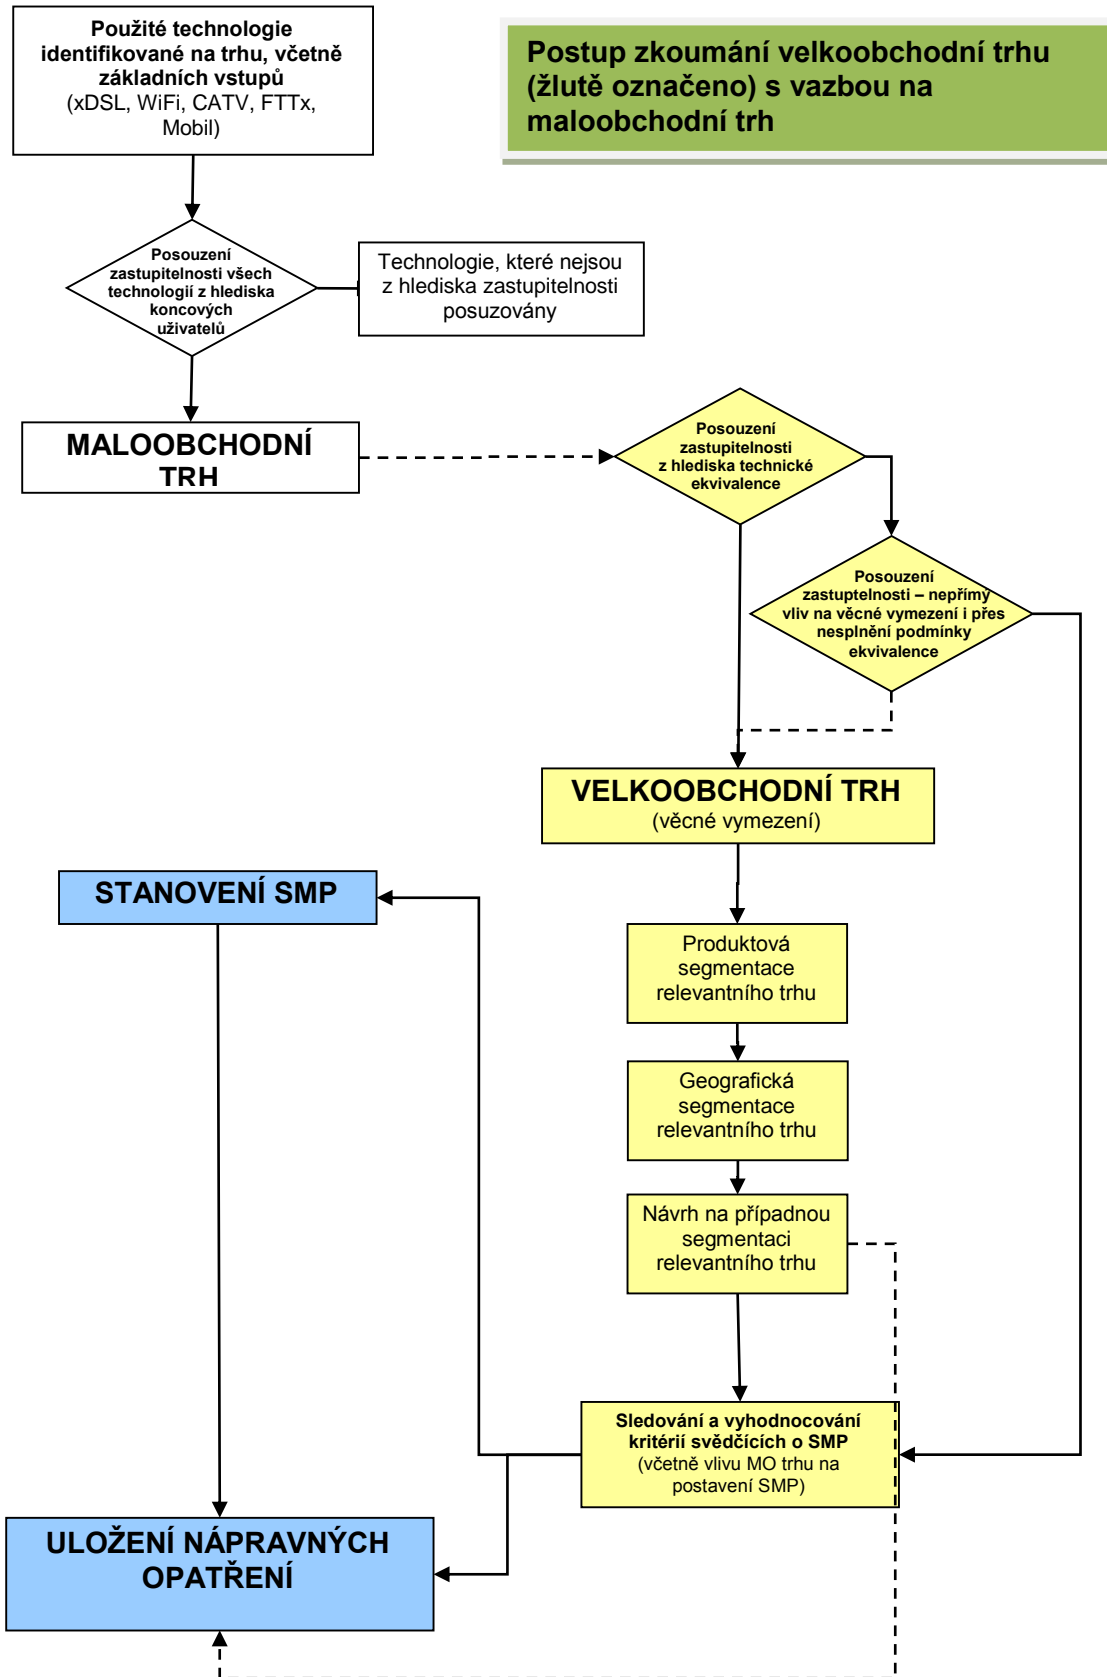 Použité technologie
identifikované na trhu, včetně
základních vstupů
(xDSL, WiFi, CATV, FTTx,
Mobil)
Postup zkoumání velkoobchodní trhu
(žlutě označeno) s vazbou na
maloobchodní trh
Posouzení
zastupitelnosti všech
technologií z hlediska
koncových
uživatelů
Technologie, které nejsou
z hlediska zastupitelnosti
posuzovány
MALOOBCHODNÍ
TRH
Posouzení
zastupitelnosti
z hlediska technické
ekvivalence
Posouzení
zastuptelnosti – nepřímý
vliv na věcné vymezení i přes
nesplnění podmínky
ekvivalence
VELKOOBCHODNÍ TRH
(věcné vymezení)
STANOVENÍ SMP
Produktová
segmentace
relevantního trhu
Geografická
segmentace
relevantního trhu
Návrh na případnou
segmentaci
relevantního trhu
Sledování a vyhodnocování
kritérií svědčících o SMP
(včetně vlivu MO trhu na
postavení SMP)
ULOŽENÍ NÁPRAVNÝCH
OPATŘENÍ